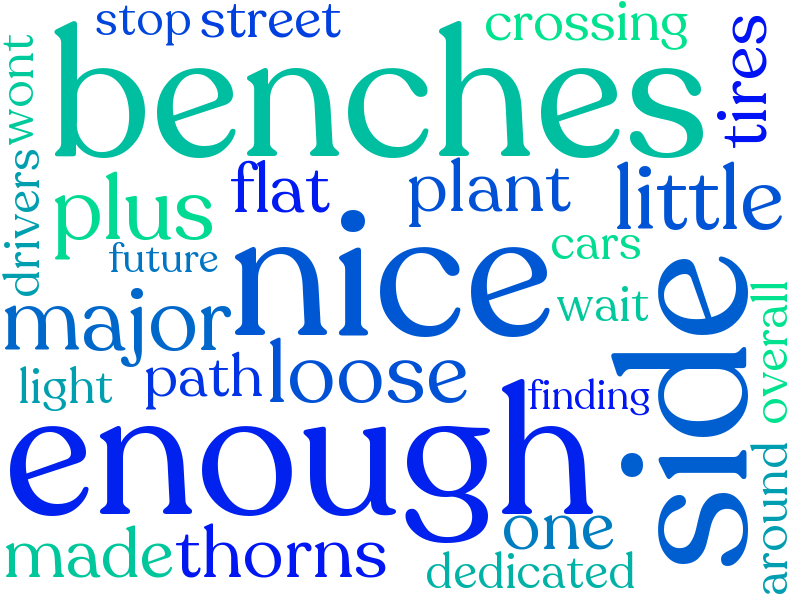 stop street
crossing
tires
wont
benches
drivers
plus
flat
plant
little
future
nice
cars
wait
major
side
overall
light
path
loose
finding
enough
around
made
thorns
one
dedicated